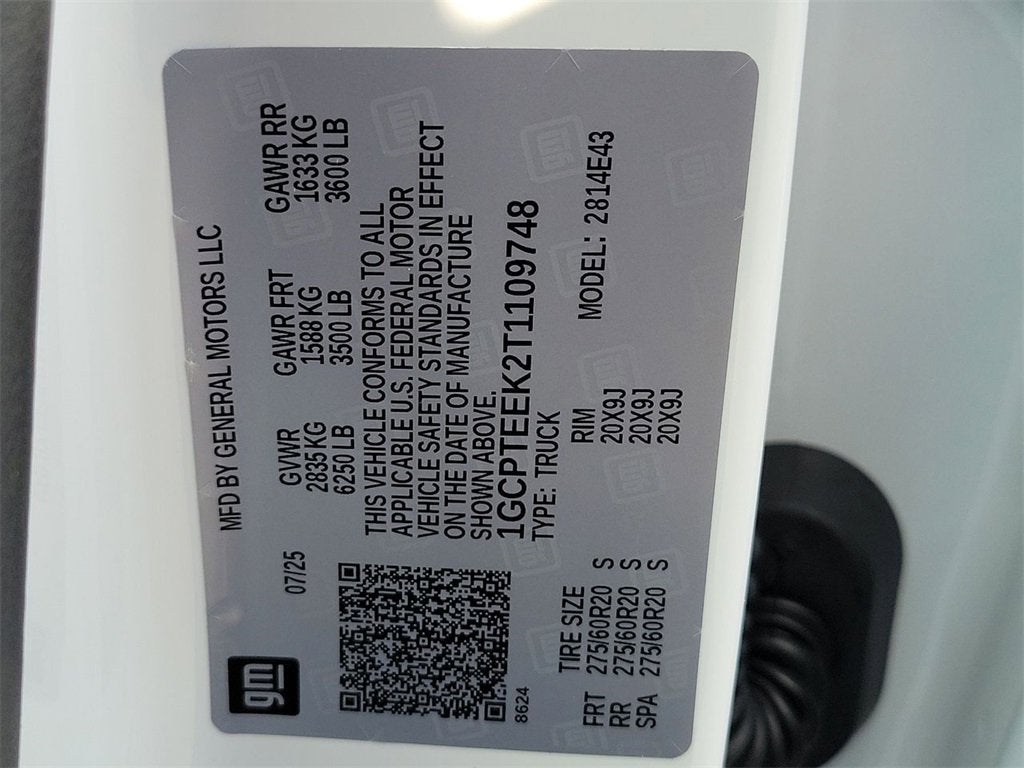 gm
07/25
MFD BY GENERAL MOTORS LLC
GVWR GAWR FRT GAWR RR
2835 KG 1588 KG 1633 KG
6250 LB 3500 LB 3600 LB
THIS VEHICLE CONFORMS TO ALL
APPLICABLE U.S. FEDERAL MOTOR
VEHICLE SAFETY STANDARDS IN EFFECT
ON THE DATE OF MANUFACTURE
SHOWN ABOVE.
1GCPTEEK2T1109748
8624
TYPE: TRUCK MODEL: 2814E43
TIRE SIZE RIM
FRT 275/60R20 S 20X9J
RR 275/60R20 S 20X9J
SPA 275/60R20 S 20X9J